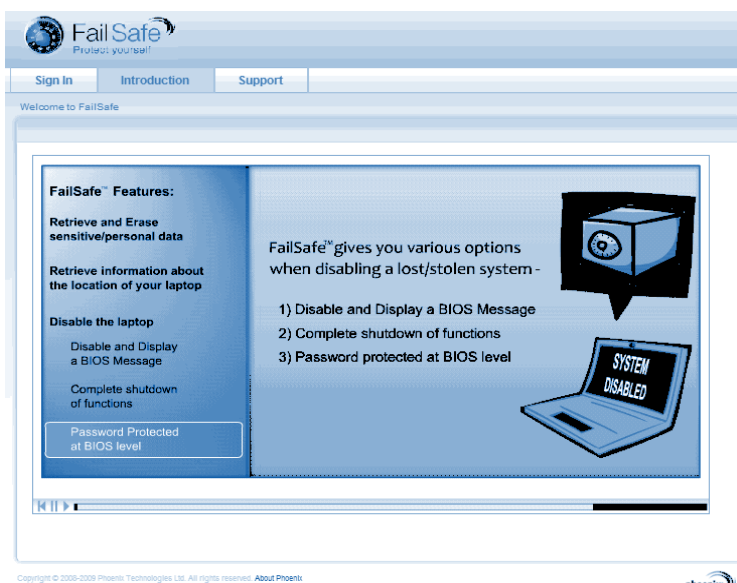 FailSafe
Protect yourself
Sign In
Introduction
Support
Welcome to FailSafe
FailSafe™ Features:
Retrieve and Erase
sensitive/personal data
Retrieve information about
the location of your laptop
Disable the laptop
Disable and Display
a BIOS Message
Complete shutdown
of functions
Password Protected
at BIOS level
FailSafe™ gives you various options
when disabling a lost/stolen system -
1) Disable and Display a BIOS Message
2) Complete shutdown of functions
3) Password protected at BIOS level
SYSTEM
DISABLED
Copyright © 2008-2009 Phoenix Technologies Ltd. All rights reserved. About Phoenix